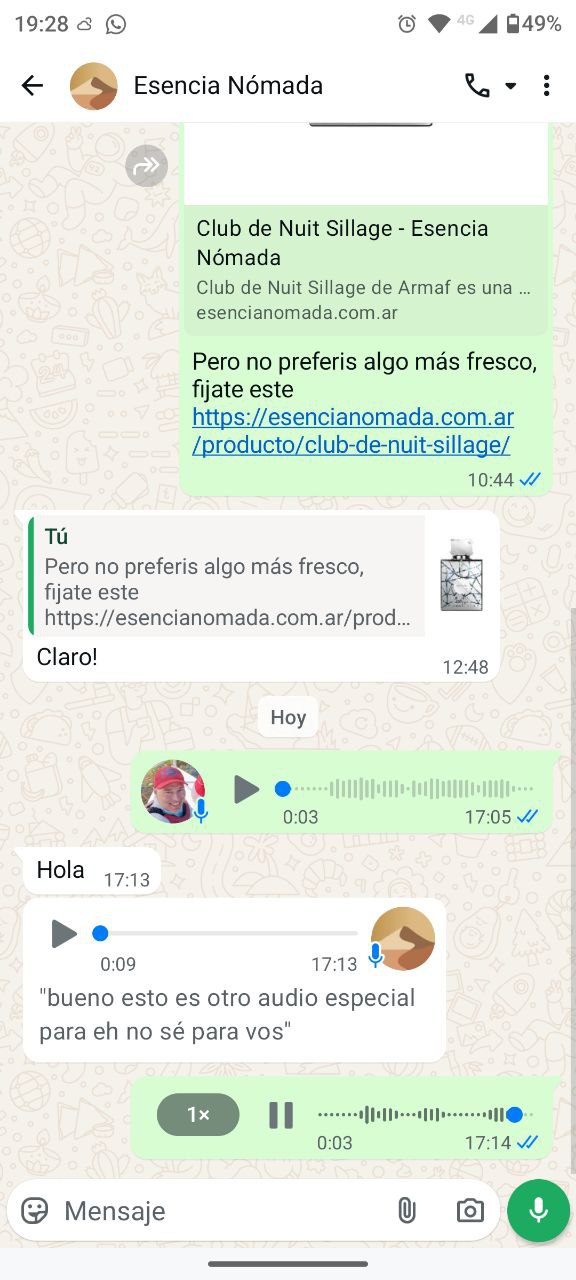 19:28
4G
49%
Esencia Nómada
Club de Nuit Sillage - Esencia
Nómada
Club de Nuit Sillage de Armaf es una ...
esencianomada.com.ar
Pero no preferis algo más fresco,
fijate este
https://esencianomada.com.ar
/producto/club-de-nuit-sillage/
10:44
Tú
Pero no preferis algo más fresco,
fijate este
https://esencianomada.com.ar/prod...
Claro!
12:48
Hoy
0:03
17:05
Hola
17:13
0:09
17:13
"bueno esto es otro audio especial
para eh no sé para vos"
1×
0:03
17:14
Mensaje